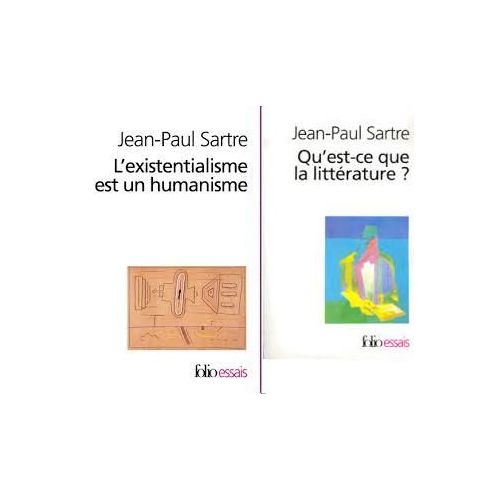 Jean-Paul Sartre
L'existentialisme
est un humanisme
folio essais
Jean-Paul Sartre
Qu'est-ce que
la littérature ?
folio essais